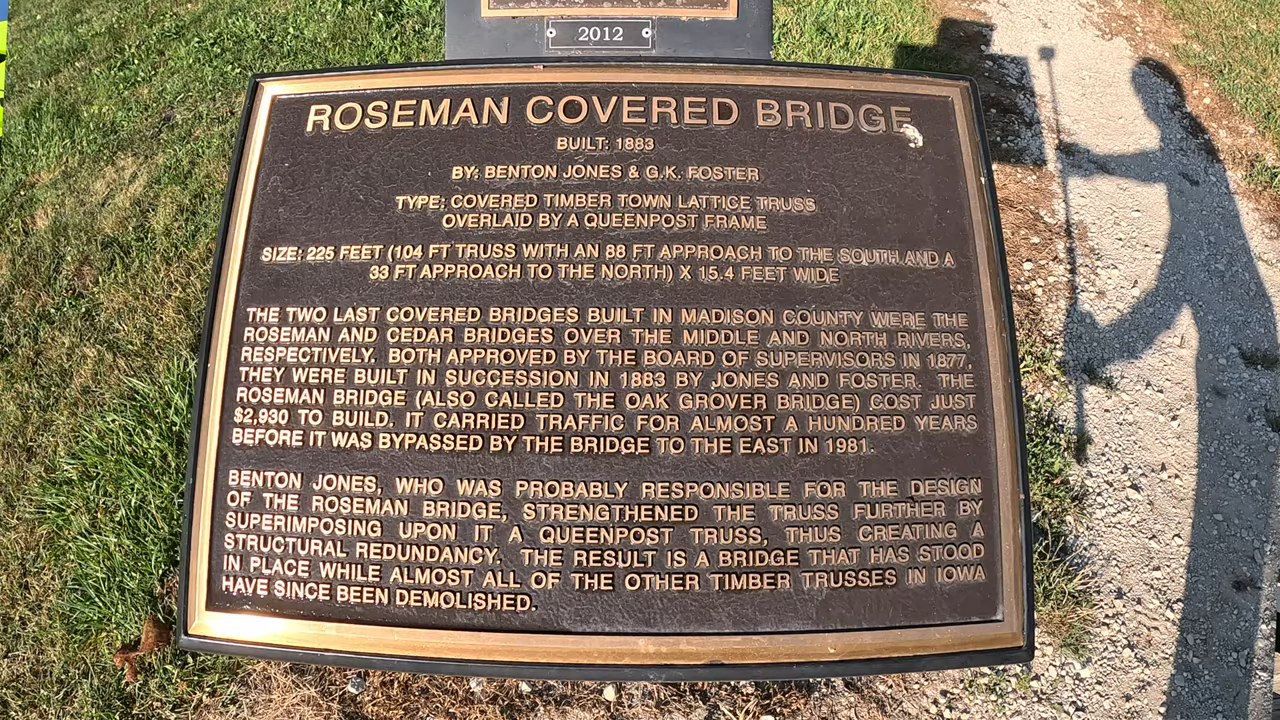 2012
ROSEMAN COVERED BRIDGE
BUILT: 1883
BY: BENTON JONES & G.K. FOSTER
TYPE: COVERED TIMBER TOWN LATTICE TRUSS
OVERLAID BY A QUEENPOST FRAME
SIZE: 225 FEET (104 FT TRUSS WITH AN 88 FT APPROACH TO THE SOUTH AND A
33 FT APPROACH TO THE NORTH) X 15.4 FEET WIDE
THE TWO LAST COVERED BRIDGES BUILT IN MADISON COUNTY WERE THE
ROSEMAN AND CEDAR BRIDGES OVER THE MIDDLE AND NORTH RIVERS,
RESPECTIVELY. BOTH APPROVED BY THE BOARD OF SUPERVISORS IN 1877,
THEY WERE BUILT IN SUCCESSION IN 1883 BY JONES AND FOSTER. THE
ROSEMAN BRIDGE (ALSO CALLED THE OAK GROVER BRIDGE) COST JUST
$2,930 TO BUILD. IT CARRIED TRAFFIC FOR ALMOST A HUNDRED YEARS
BEFORE IT WAS BYPASSED BY THE BRIDGE TO THE EAST IN 1981.
BENTON JONES, WHO WAS PROBABLY RESPONSIBLE FOR THE DESIGN
OF THE ROSEMAN BRIDGE, STRENGTHENED THE TRUSS FURTHER BY
SUPERIMPOSING UPON IT A QUEENPOST TRUSS, THUS CREATING A
STRUCTURAL REDUNDANCY. THE RESULT IS A BRIDGE THAT HAS STOOD
IN PLACE WHILE ALMOST ALL OF THE OTHER TIMBER TRUSSES IN IOWA
HAVE SINCE BEEN DEMOLISHED.